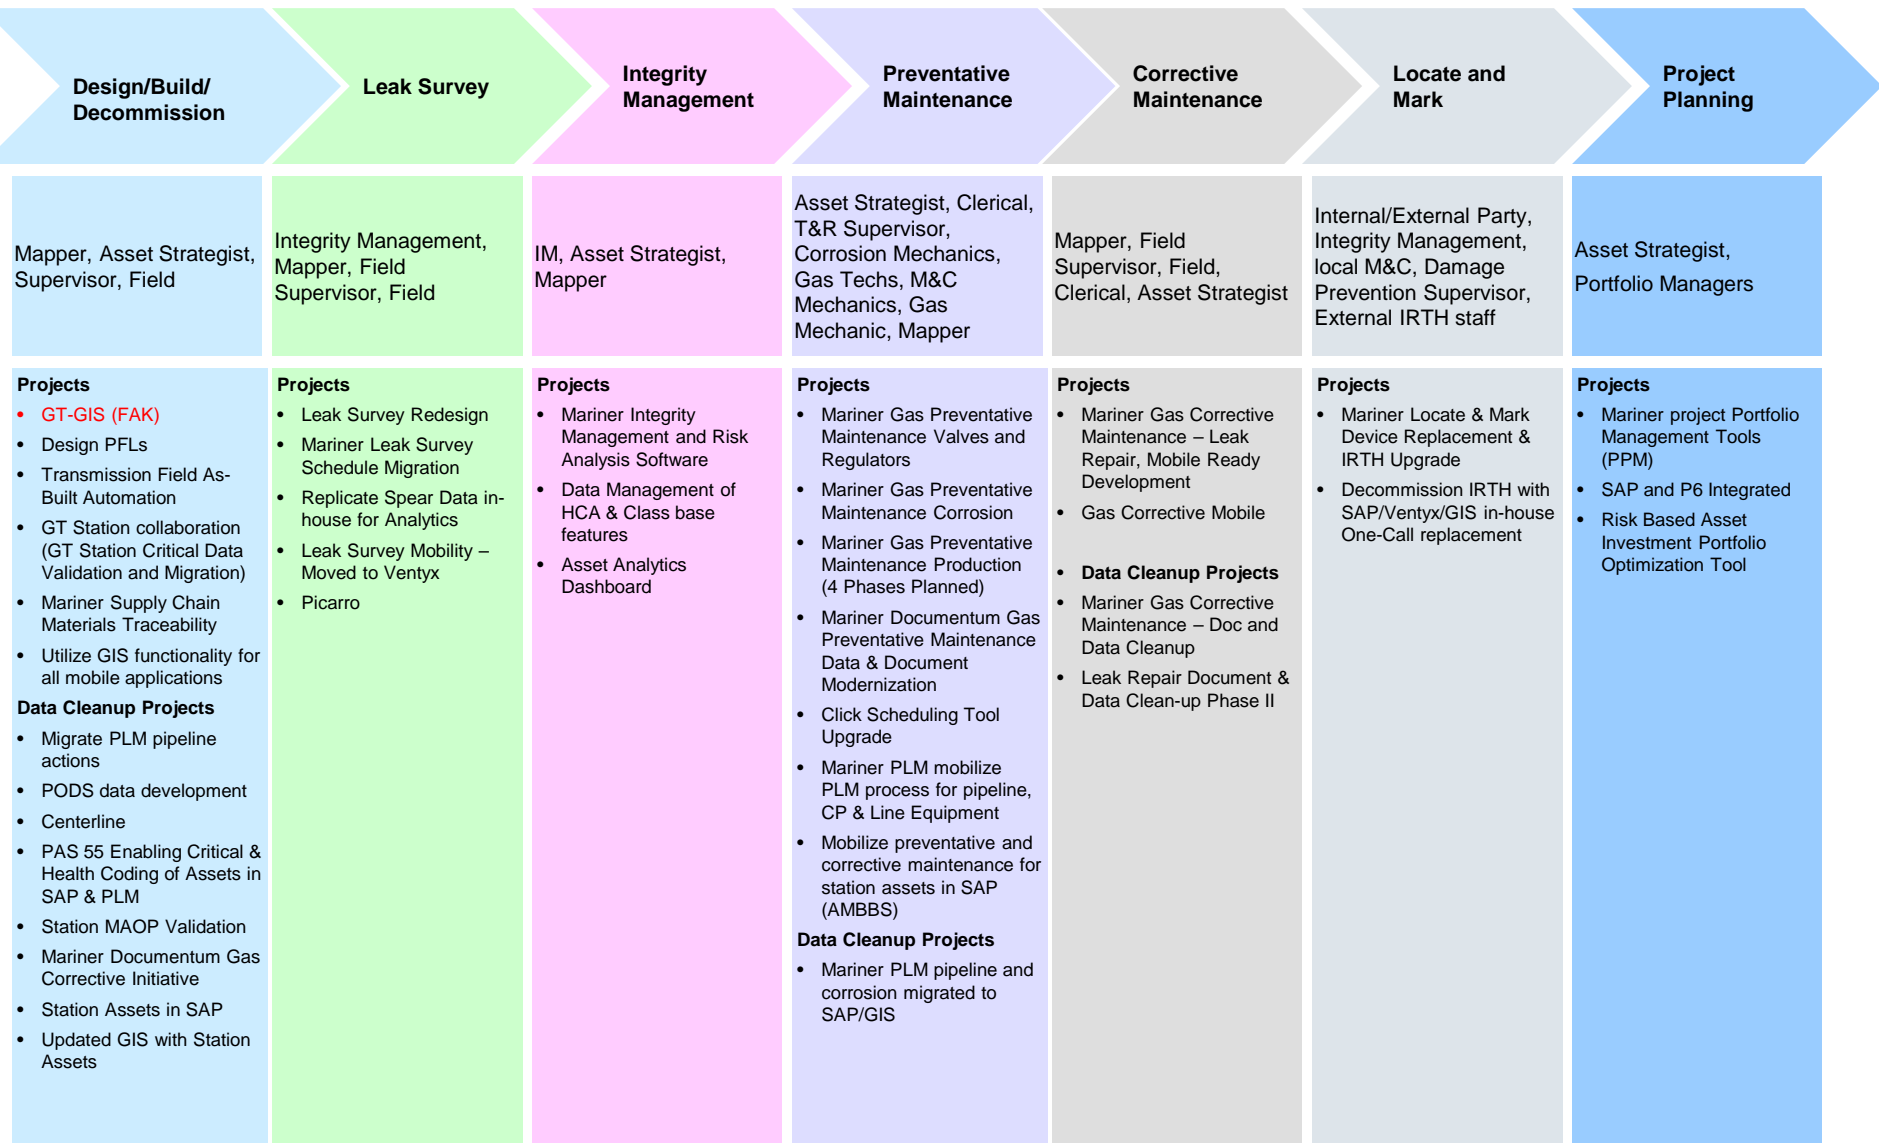 Design/Build/
Decommission
Leak Survey
Integrity
Management
Preventative
Maintenance
Corrective
Maintenance
Locate and
Mark
Project
Planning
Mapper, Asset Strategist,
Supervisor, Field
Integrity Management,
Mapper, Field
Supervisor, Field
IM, Asset Strategist,
Mapper
Asset Strategist, Clerical,
T&R Supervisor,
Corrosion Mechanics,
Gas Techs, M&C
Mechanics, Gas
Mechanic, Mapper
Mapper, Field
Supervisor, Field,
Clerical, Asset Strategist
Internal/External Party,
Integrity Management,
local M&C, Damage
Prevention Supervisor,
External IRTH staff
Asset Strategist,
Portfolio Managers
Projects
• GT-GIS (FAK)
• Design PFLs
• Transmission Field As-
Built Automation
• GT Station collaboration
(GT Station Critical Data
Validation and Migration)
• Mariner Supply Chain
Materials Traceability
• Utilize GIS functionality for
all mobile applications
Data Cleanup Projects
• Migrate PLM pipeline
actions
• PODS data development
• Centerline
• PAS 55 Enabling Critical &
Health Coding of Assets in
SAP & PLM
• Station MAOP Validation
• Mariner Documentum Gas
Corrective Initiative
• Station Assets in SAP
• Updated GIS with Station
Assets
Projects
• Leak Survey Redesign
• Mariner Leak Survey
Schedule Migration
• Replicate Spear Data in-
house for Analytics
• Leak Survey Mobility –
Moved to Ventyx
• Picarro
Projects
• Mariner Integrity
Management and Risk
Analysis Software
• Data Management of
HCA & Class base
features
• Asset Analytics
Dashboard
Projects
• Mariner Gas Preventative
Maintenance Valves and
Regulators
• Mariner Gas Preventative
Maintenance Corrosion
• Mariner Gas Preventative
Maintenance Production
(4 Phases Planned)
• Mariner Documentum Gas
Preventative Maintenance
Data & Document
Modernization
• Click Scheduling Tool
Upgrade
• Mariner PLM mobilize
PLM process for pipeline,
CP & Line Equipment
• Mobilize preventative and
corrective maintenance for
station assets in SAP
(AMBBS)
Data Cleanup Projects
• Mariner PLM pipeline and
corrosion migrated to
SAP/GIS
Projects
• Mariner Gas Corrective
Maintenance – Leak
Repair, Mobile Ready
Development
• Gas Corrective Mobile
• Data Cleanup Projects
• Mariner Gas Corrective
Maintenance – Doc and
Data Cleanup
• Leak Repair Document &
Data Clean-up Phase II
Projects
• Mariner Locate & Mark
Device Replacement &
IRTH Upgrade
• Decommission IRTH with
SAP/Ventyx/GIS in-house
One-Call replacement
Projects
• Mariner project Portfolio
Management Tools
(PPM)
• SAP and P6 Integrated
• Risk Based Asset
Investment Portfolio
Optimization Tool